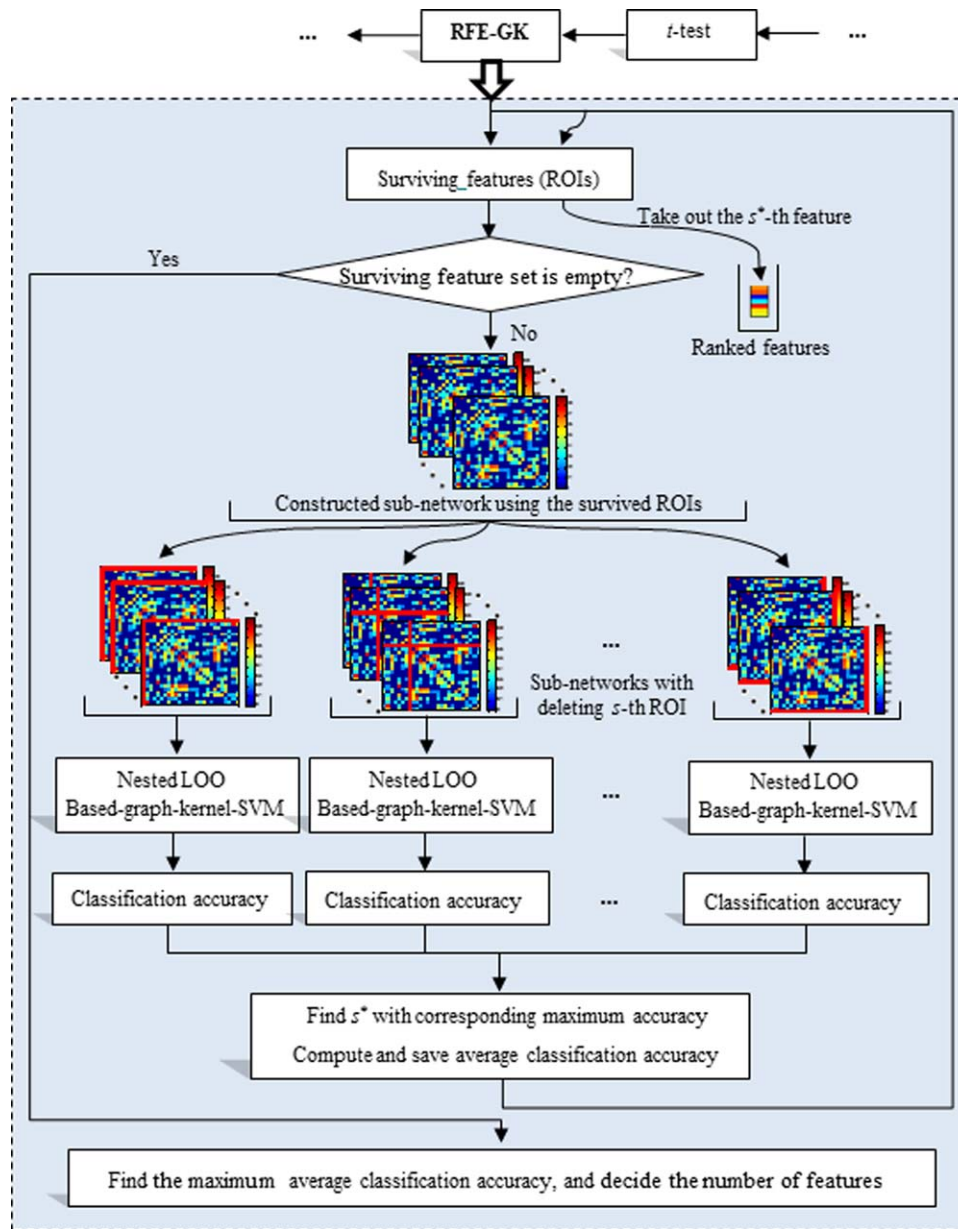 ...
RFE-GK
t-test
...
Surviving_features (ROIs)
Take out the s*-th feature
Yes
Surviving feature set is empty?
No
Ranked features
Constructed sub-network using the survived ROIs
...
Sub-networks with
deleting s-th ROI
Nested LOO
Based-graph-kernel-SVM
Nested LOO
Based-graph-kernel-SVM
...
Nested LOO
Based-graph-kernel-SVM
Classification accuracy
Classification accuracy
...
Classification accuracy
Find s* with corresponding maximum accuracy
Compute and save average classification accuracy
Find the maximum average classification accuracy, and decide the number of features